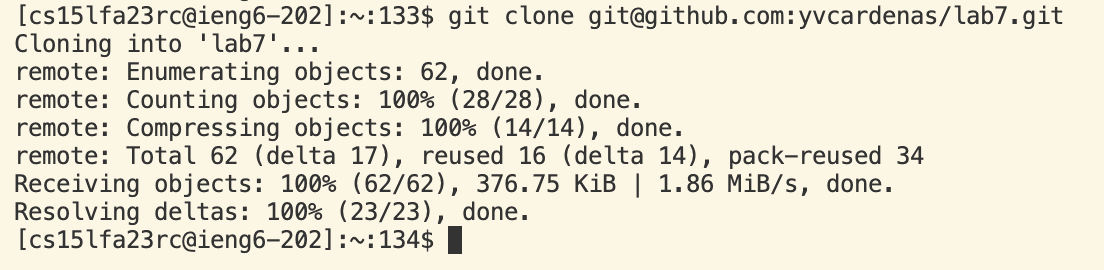 [cs15lfa23rc@ieng6-202]:~:133$ git clone git@github.com:yvcardenas/lab7.git
Cloning into 'lab7'...
remote: Enumerating objects: 62, done.
remote: Counting objects: 100% (28/28), done.
remote: Compressing objects: 100% (14/14), done.
remote: Total 62 (delta 17), reused 16 (delta 14), pack-reused 34
Receiving objects: 100% (62/62), 376.75 KiB | 1.86 MiB/s, done.
Resolving deltas: 100% (23/23), done.
[cs15lfa23rc@ieng6-202]:~:134$